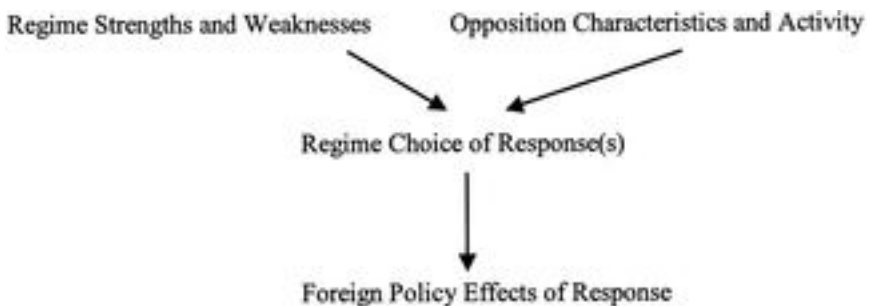 Regime Strengths and Weaknesses
Opposition Characteristics and Activity
Regime Choice of Response(s)
Foreign Policy Effects of Response